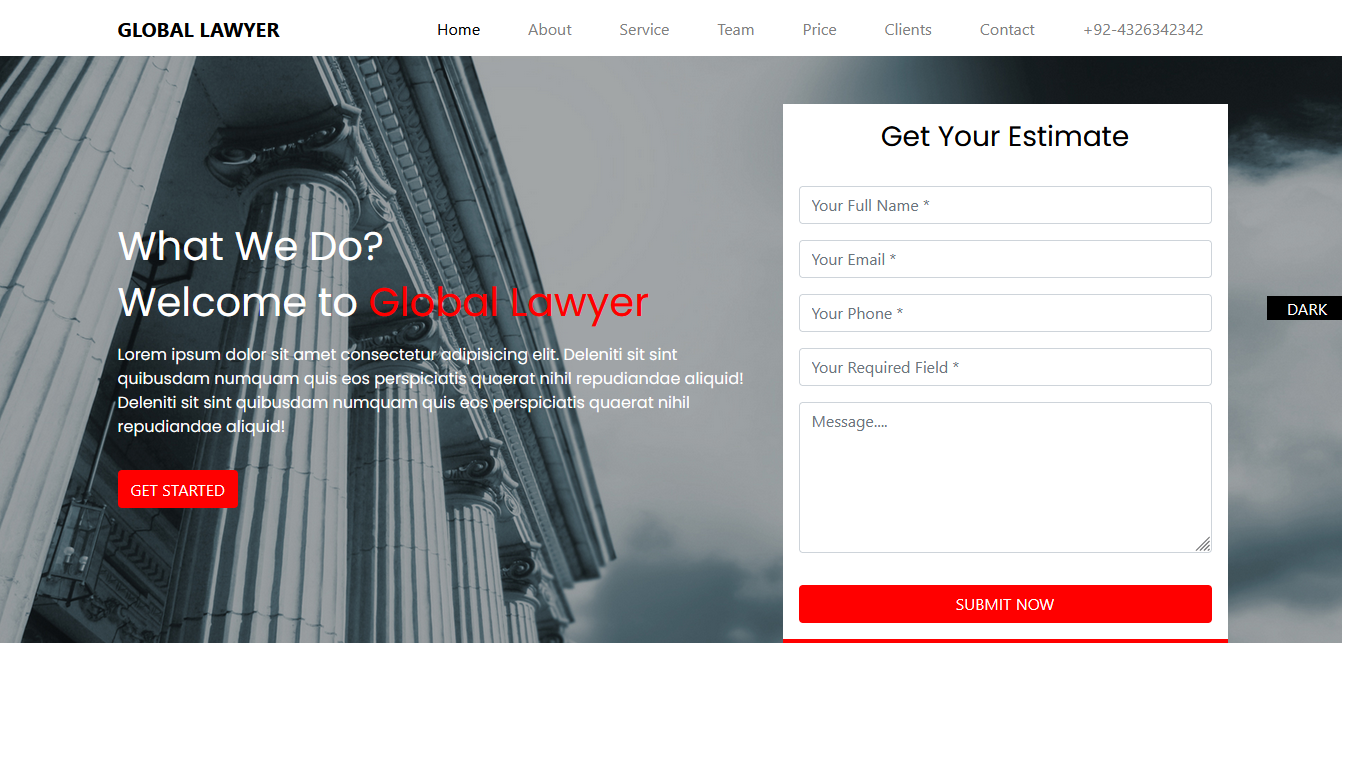 GLOBAL LAWYER
Home About Service Team Price Clients Contact +92-4326342342
What We Do?
Welcome to Global Lawyer
Lorem ipsum dolor sit amet consectetur adipisicing elit. Deleniti sit sint
quibusdam numquam quis eos perspiciatis quaerat nihil repudiandae aliquid!
Deleniti sit sint quibusdam numquam quis eos perspiciatis quaerat nihil
repudiandae aliquid!
GET STARTED
Get Your Estimate
Your Full Name *
Your Email *
Your Phone *
Your Required Field *
Message....
SUBMIT NOW
DARK